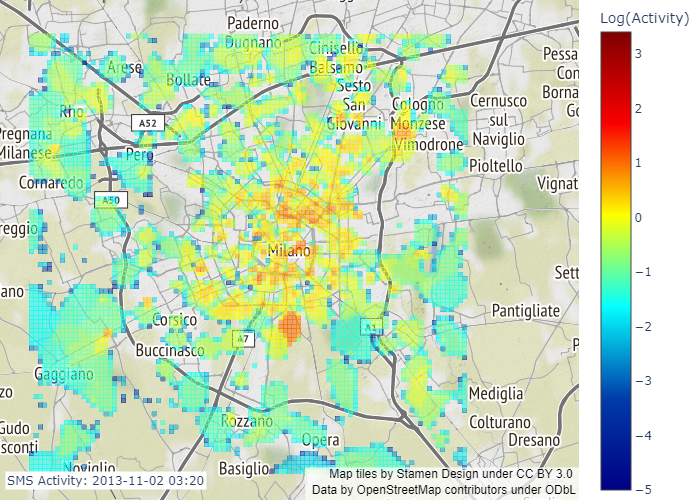 Log(Activity)
Paderno
Dugnano
Cinisello
Balsamo
Arese
Bollate
Sesto
San
Giovanni
Cologno
Monzese
Vimodrone
Cernusco
sul
Naviglio
Pessa
Con
Borna
Go
Rho
A52
Pregnana
Milanese
Pero
Cornaredo
Pioltello
Vignat
A50
reggio
Milano
Sett
ano
Pantigliate
Corsico
A7
A1
P
Buccinasco
Gaggiano
zo
Mediglia
Rozzano
Colturano
Gudo
sconti
Opera
Dresano
Noviglio
Basiglio
3
2
1
0
−1
−2
−3
−4
−5
SMS Activity: 2013-11-02 03:20
Map tiles by Stamen Design under CC BY 3.0
Data by OpenStreetMap contributors under ODbL